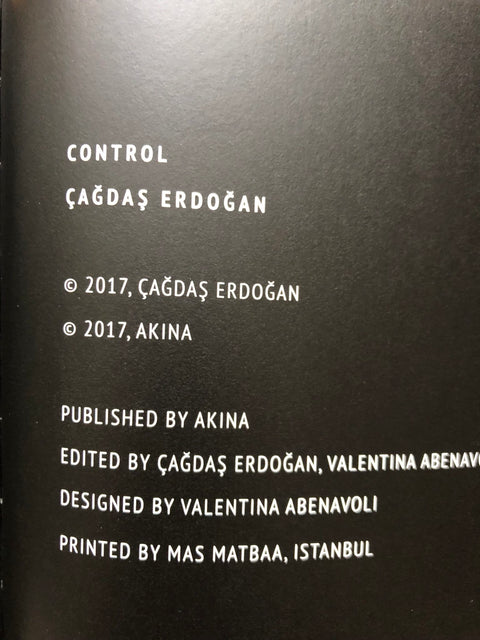 CONTROL
ÇAĞDAŞ ERDOĞAN
© 2017, ÇAĞDAŞ ERDOĞAN
© 2017, AKINA
PUBLISHED BY AKINA
EDITED BY ÇAĞDAŞ ERDOĞAN, VALENTINA
DESIGNED BY VALENTINA ABENAVOLI
PRINTED BY MAS MATBAA, ISTANBUL